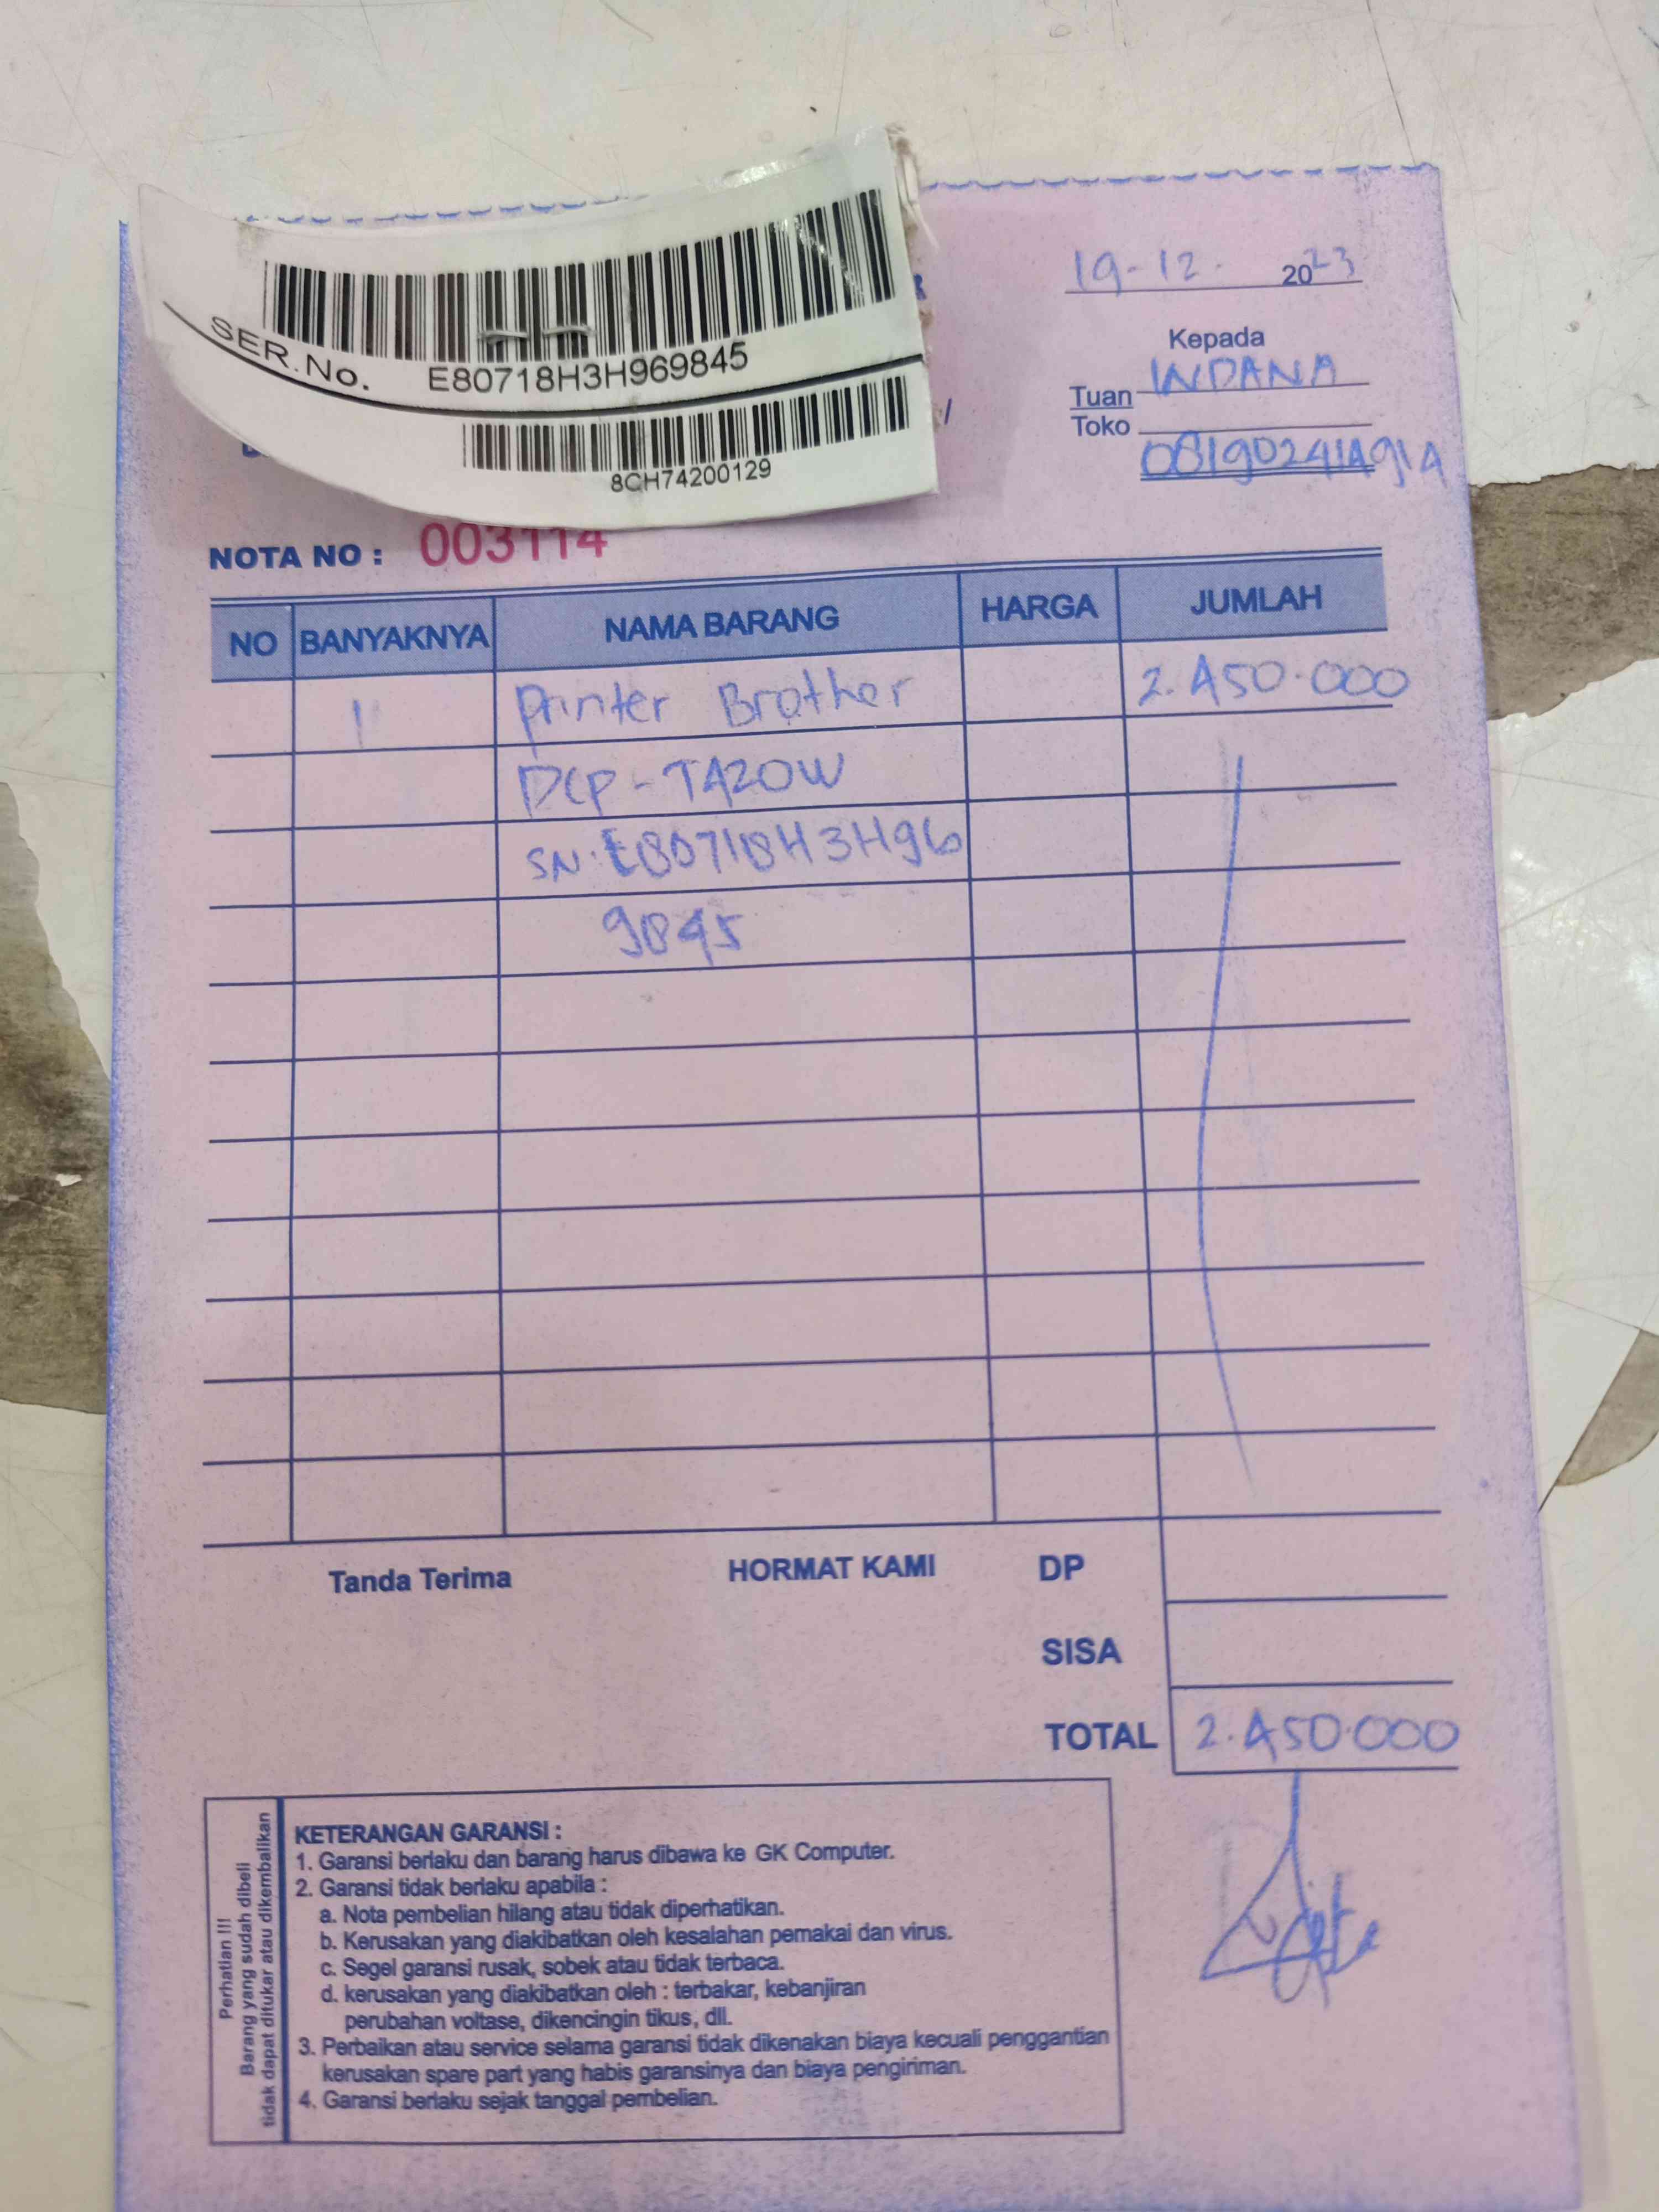 SER.No. E80718H3H969845
8CH74200129
19-12- 2023
Kepada
Tuan INDANA
Toko
081902414914
NOTA NO : 003114
NO BANYAKNYA NAMA BARANG HARGA JUMLAH
1 Printer Brother 2.450.000
DCP-T420W
SN: E80718H3H96
9845
Tanda Terima HORMAT KAMI DP
SISA
TOTAL 2.450.000
Perhatian !!!
Barang yang sudah dibeli
tidak dapat ditukar atau dikembalikan
KETERANGAN GARANSI :
1. Garansi berlaku dan barang harus dibawa ke GK Computer.
2. Garansi tidak berlaku apabila :
a. Nota pembelian hilang atau tidak diperhatikan.
b. Kerusakan yang diakibatkan oleh kesalahan pemakai dan virus.
c. Segel garansi rusak, sobek atau tidak terbaca.
d. kerusakan yang diakibatkan oleh : terbakar, kebanjiran
perubahan voltase, dikencingin tikus, dll.
3. Perbaikan atau service selama garansi tidak dikenakan biaya kecuali penggantian
kerusakan spare part yang habis garansinya dan biaya pengiriman.
4. Garansi berlaku sejak tanggal pembelian.